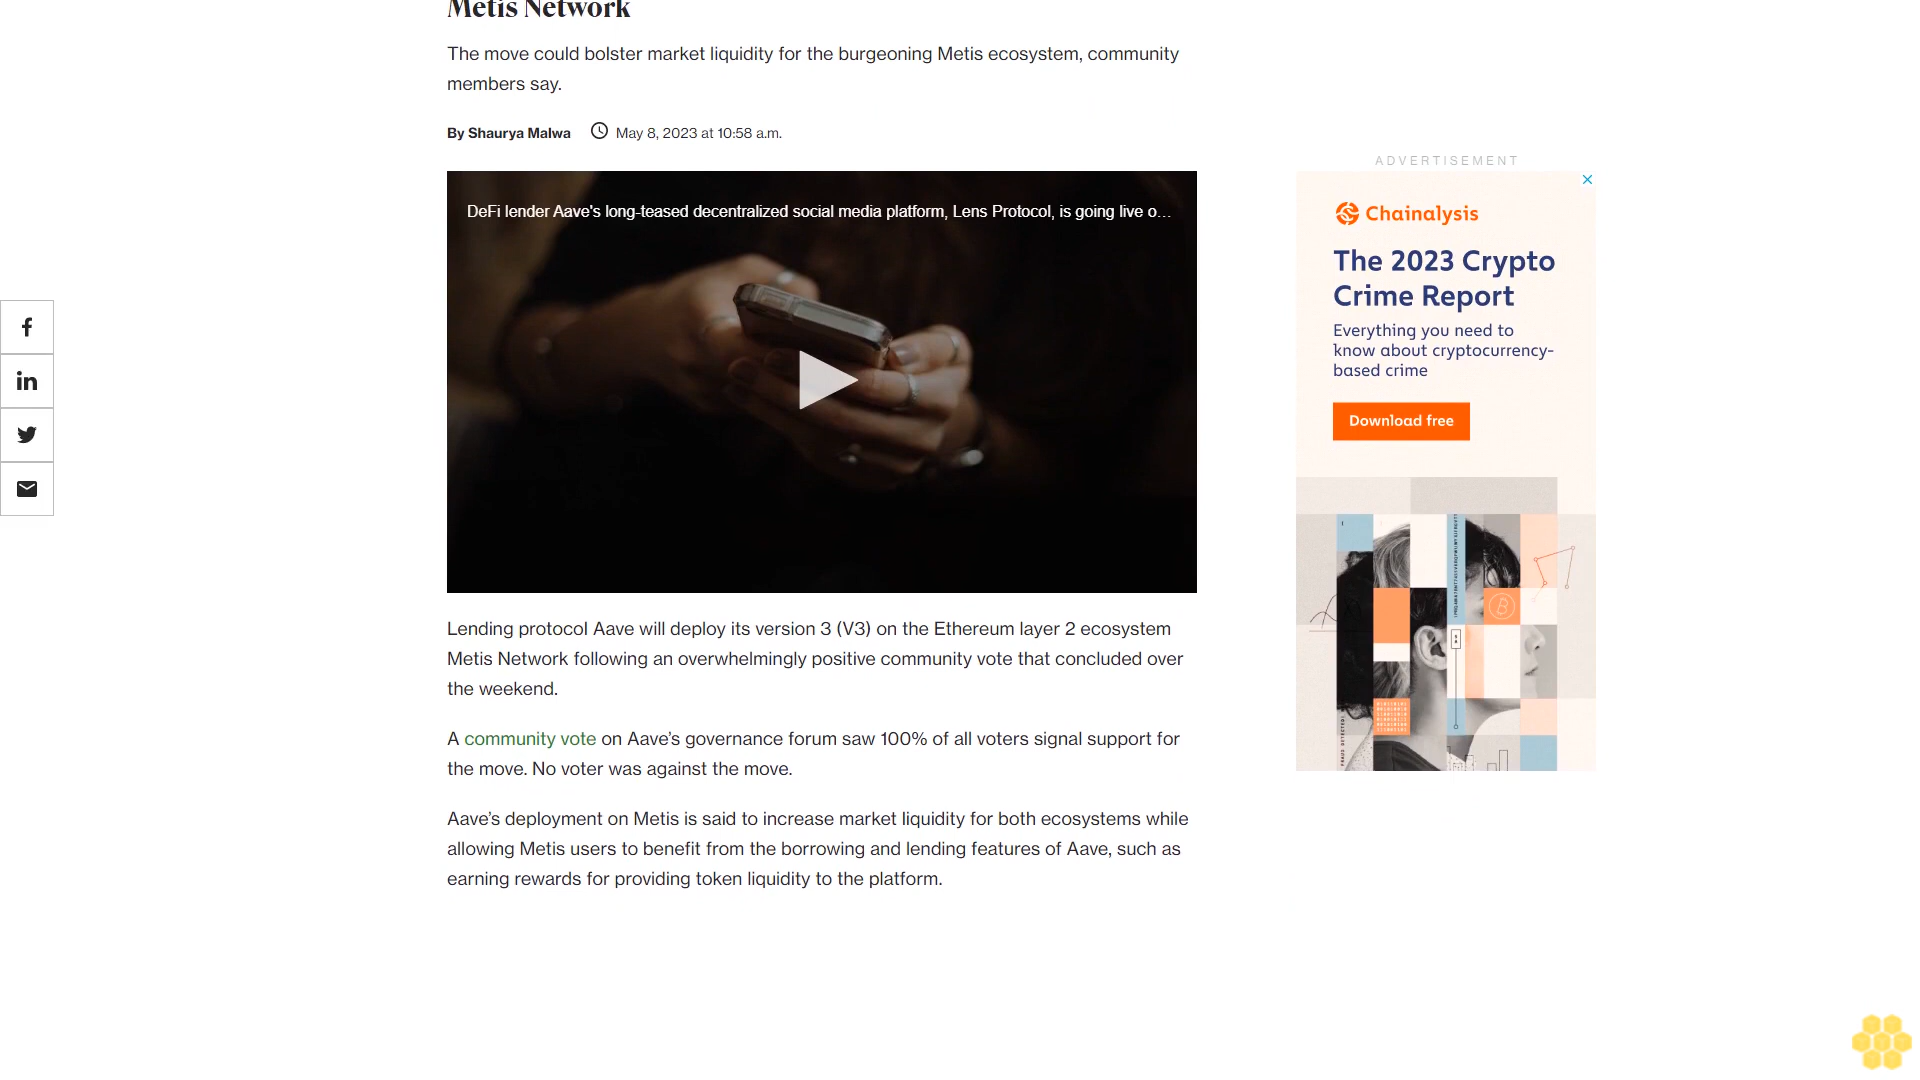 Metis Network
The move could bolster market liquidity for the burgeoning Metis ecosystem, community
members say.
By Shaurya Malwa May 8, 2023 at 10:58 a.m.
DeFi lender Aave's long-teased decentralized social media platform, Lens Protocol, is going live o...
Lending protocol Aave will deploy its version 3 (V3) on the Ethereum layer 2 ecosystem
Metis Network following an overwhelmingly positive community vote that concluded over
the weekend.
A community vote on Aave’s governance forum saw 100% of all voters signal support for
the move. No voter was against the move.
Aave’s deployment on Metis is said to increase market liquidity for both ecosystems while
allowing Metis users to benefit from the borrowing and lending features of Aave, such as
earning rewards for providing token liquidity to the platform.
ADVERTISEMENT
Chainalysis
The 2023 Crypto
Crime Report
Everything you need to
know about cryptocurrency-
based crime
Download free